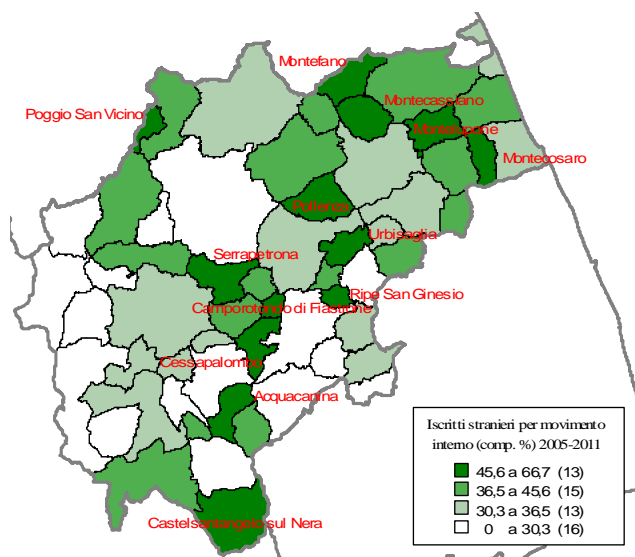 Montefano
Poggio San Vicino
Montecassiano
Montelupone
Montecosaro
Pollenza
Urbisaglia
Serrapetrona
Ripe San Ginesio
Camporotondo di Fiastrone
Cessapalombo
Acquacanina
Castelsantangelo sul Nera
Iscritti stranieri per movimento
interno (comp. %) 2005-2011
45,6 a 66,7 (13)
36,5 a 45,6 (15)
30,3 a 36,5 (13)
0 a 30,3 (16)